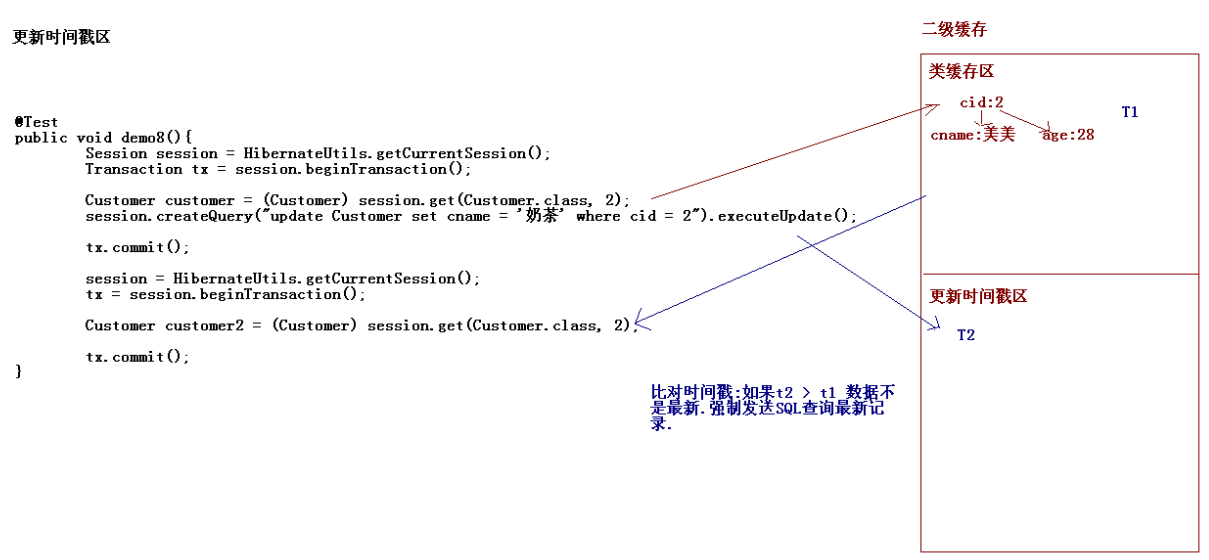 更新时间戳区
@Test
public void demo8(){
Session session = HibernateUtils.getCurrentSession();
Transaction tx = session.beginTransaction();
Customer customer = (Customer) session.get(Customer.class, 2);
session.createQuery("update Customer set cname = '奶茶' where cid = 2").executeUpdate();
tx.commit();
session = HibernateUtils.getCurrentSession();
tx = session.beginTransaction();
Customer customer2 = (Customer) session.get(Customer.class, 2);
tx.commit();
}
二级缓存
类缓存区
cid:2
T1
cname:美美 age:28
更新时间戳区
T2
比对时间戳:如果t2 > t1 数据不
是最新.强制发送SQL查询最新记
录.